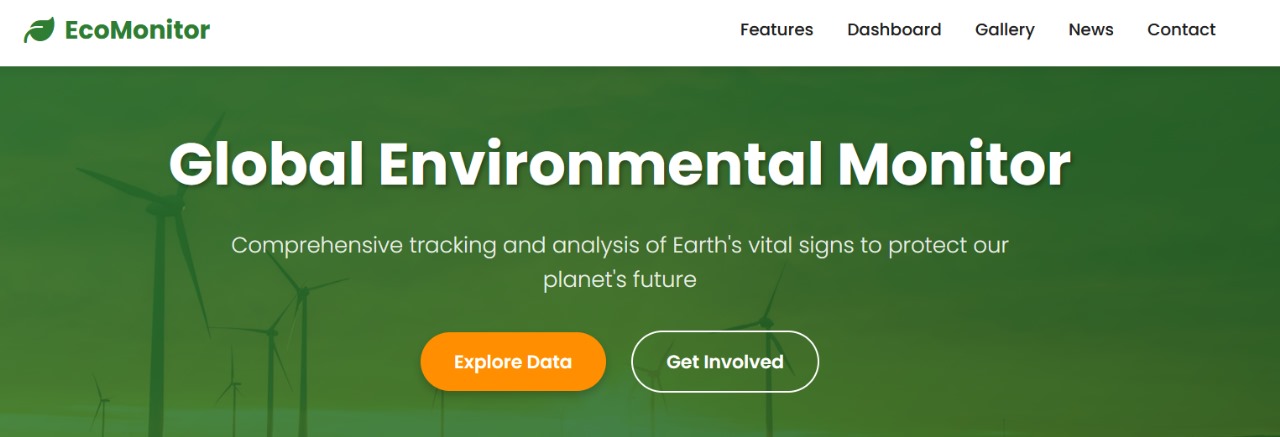 EcoMonitor
Features Dashboard Gallery News Contact
Global Environmental Monitor
Comprehensive tracking and analysis of Earth's vital signs to protect our
planet's future
Explore Data Get Involved